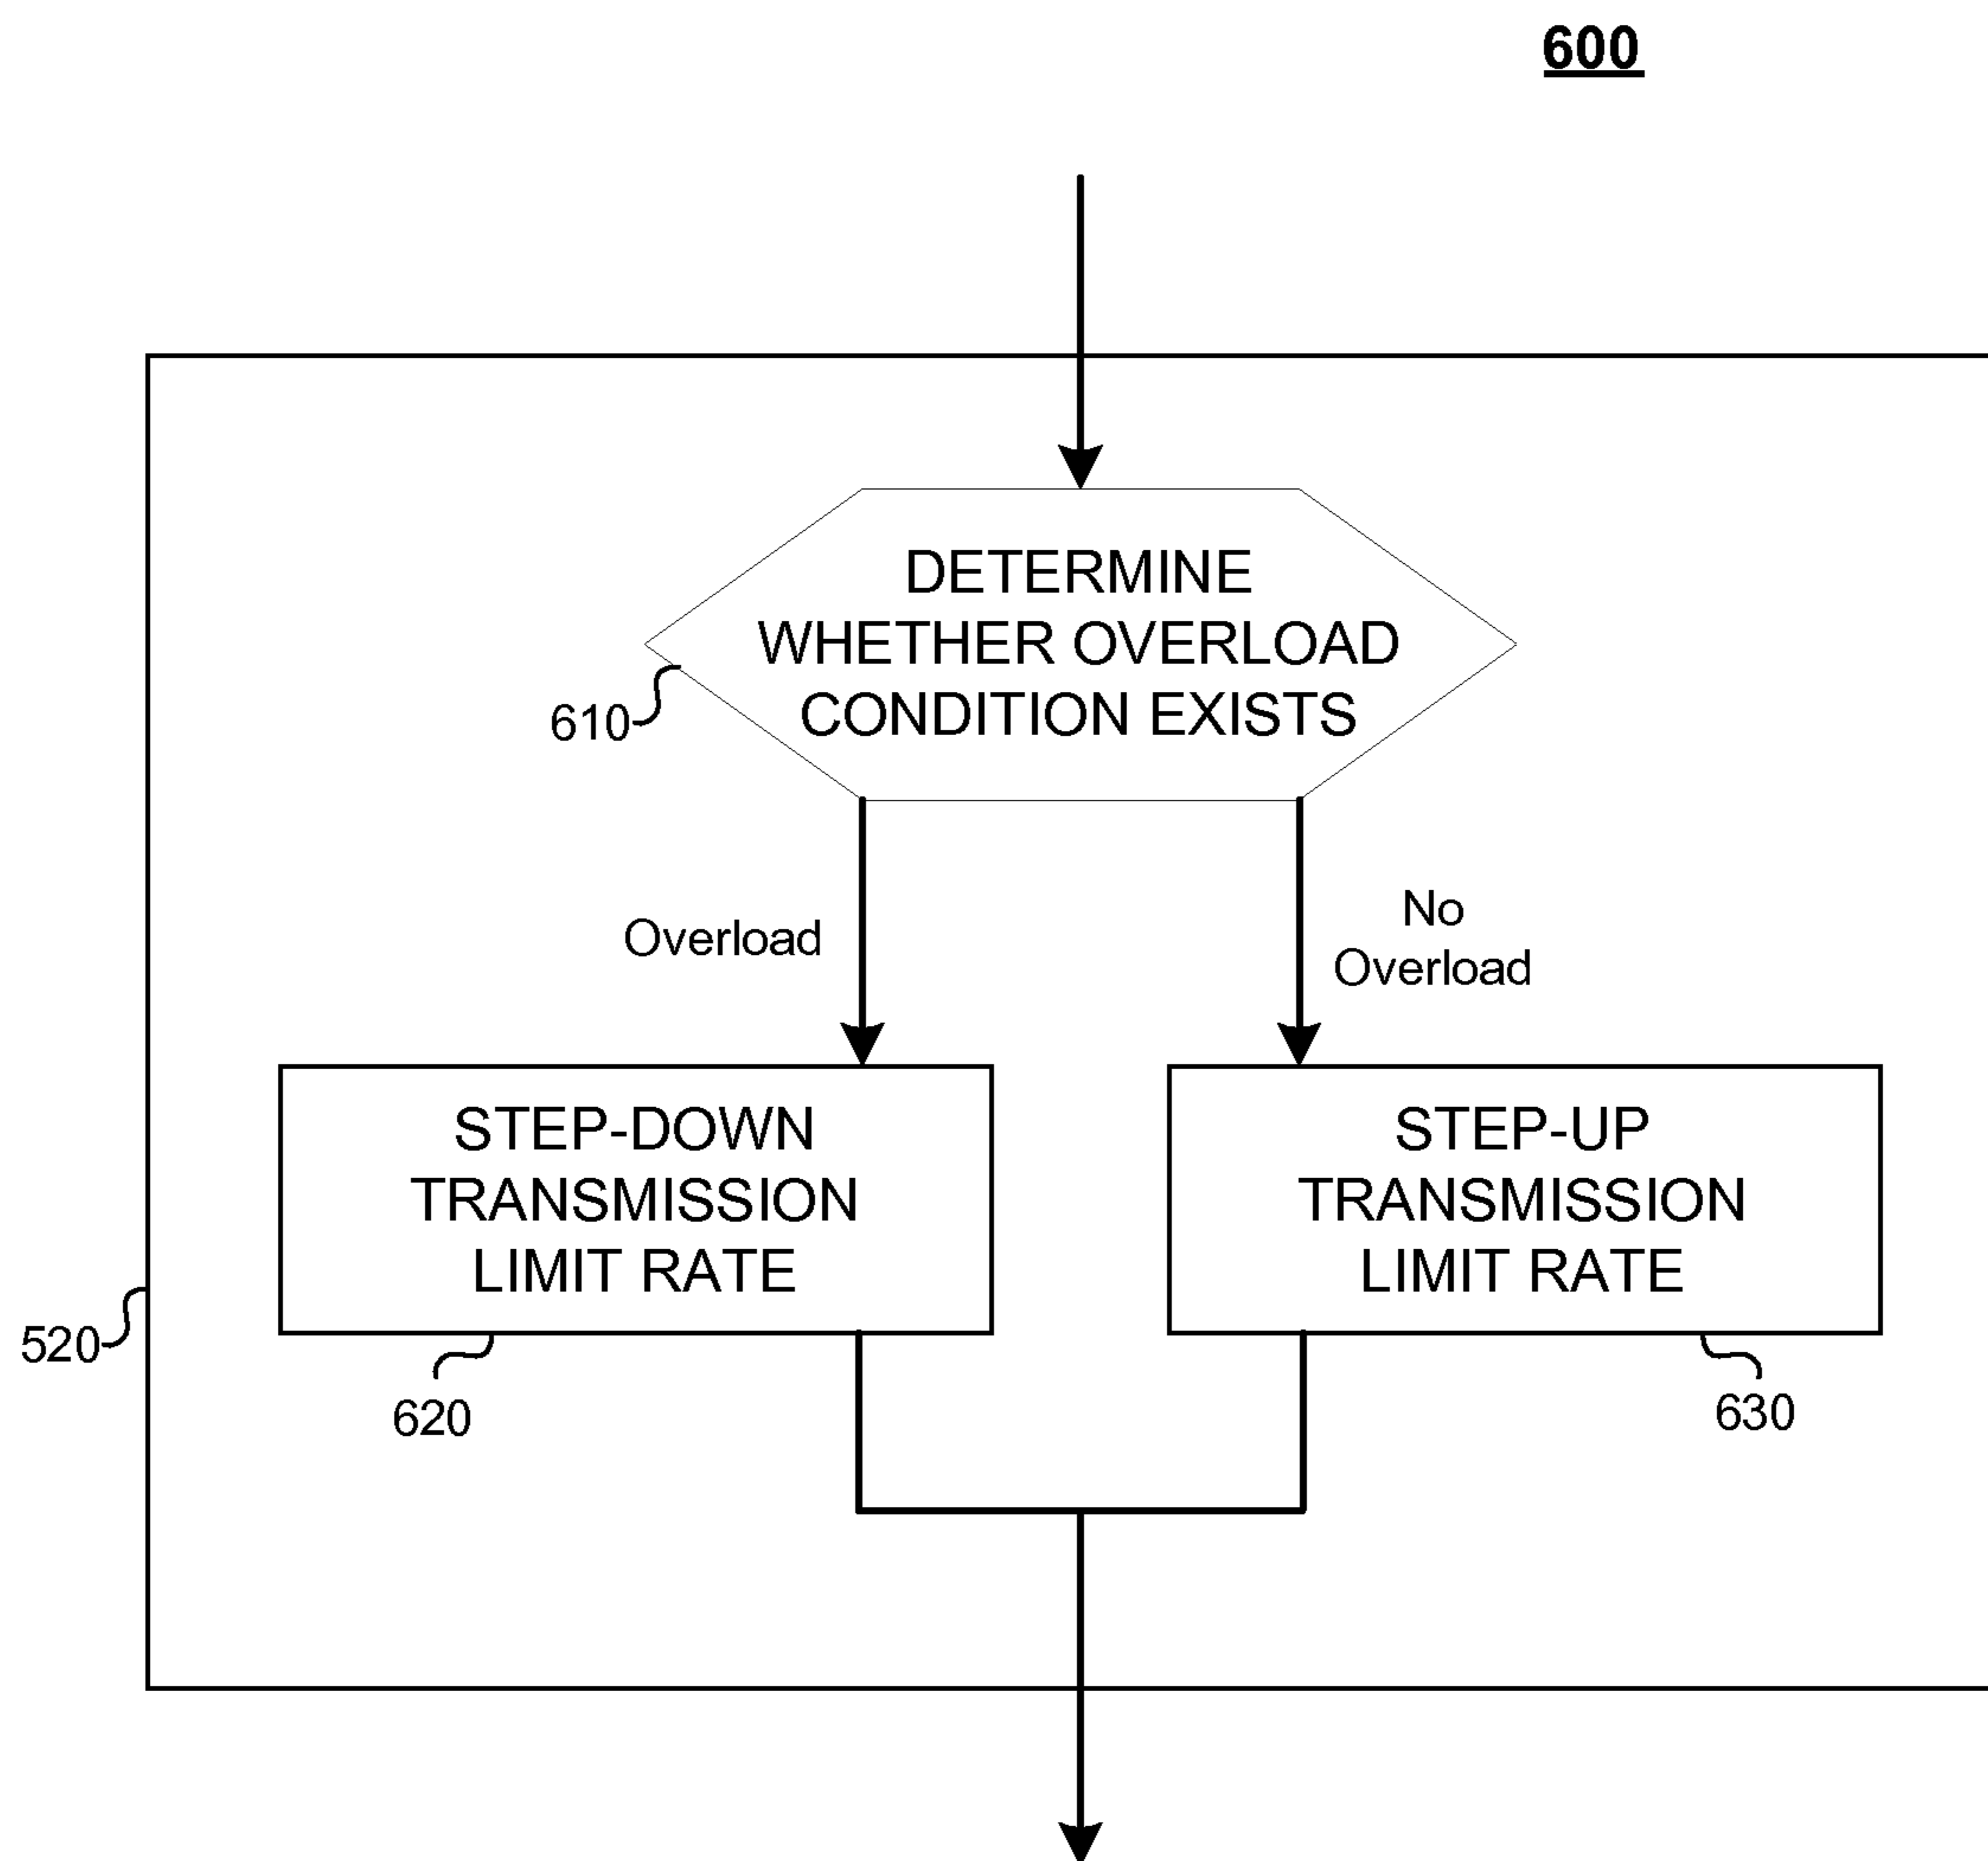 600
DETERMINE
WHETHER OVERLOAD
CONDITION EXISTS
610
Overload
No
Overload
STEP-DOWN
TRANSMISSION
LIMIT RATE
STEP-UP
TRANSMISSION
LIMIT RATE
520
620
630